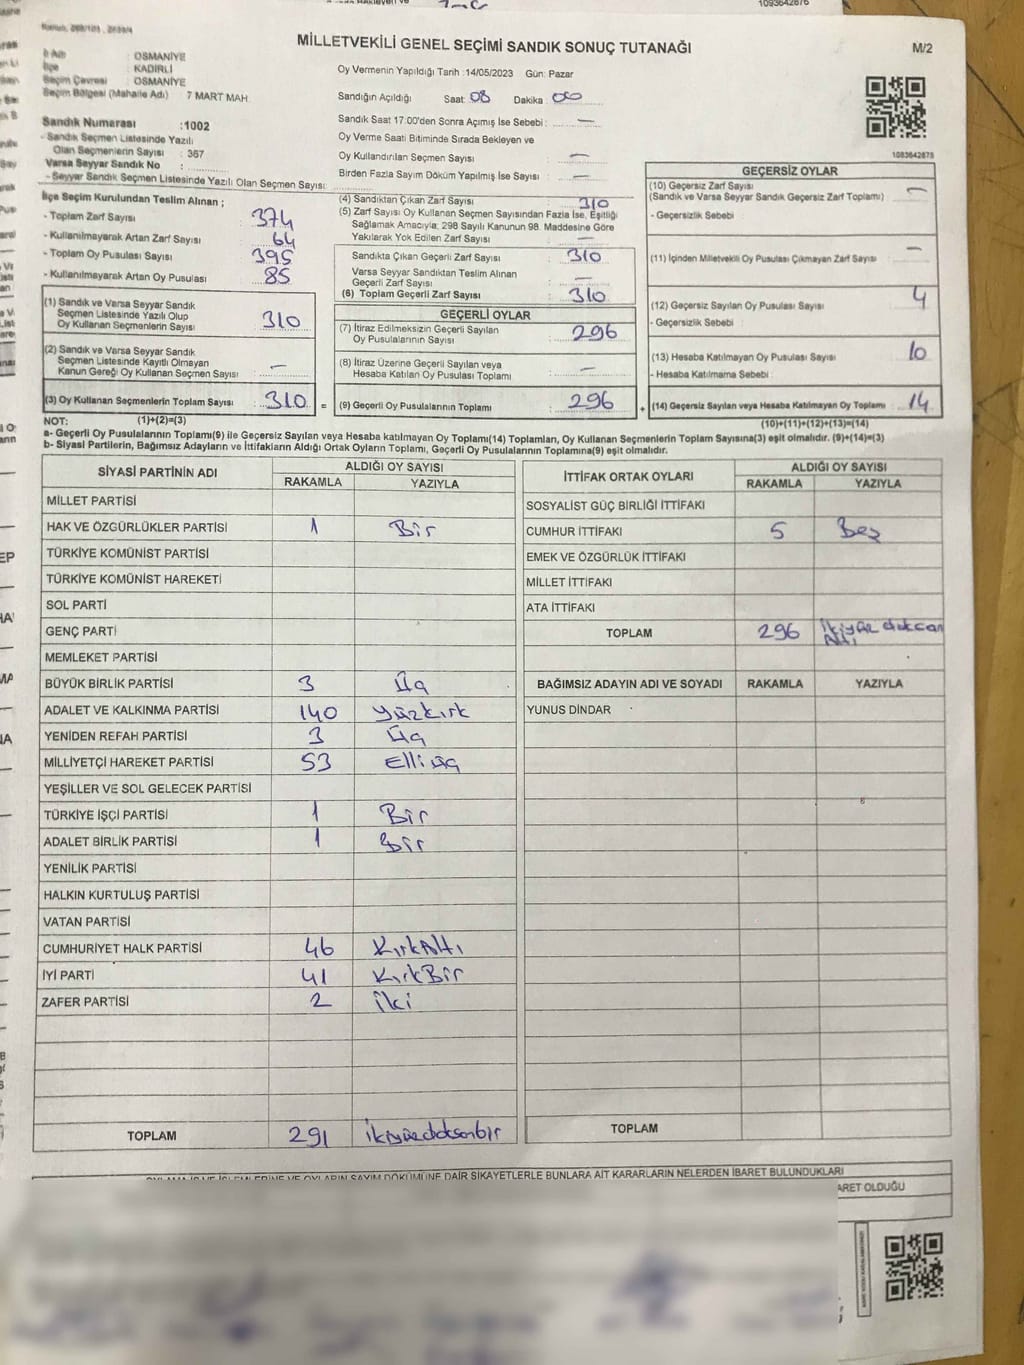 1093642876
MİLLETVEKİLİ GENEL SEÇİMİ SANDIK SONUÇ TUTANAĞI
M/2
İl Adı : OSMANİYE
İlçe : KADİRLİ
Seçim Çevresi : OSMANİYE
Seçim Bölgesi (Mahalle Adı) 7 MART MAH.
Oy Vermenin Yapıldığı Tarih :14/05/2023 Gün: Pazar
Sandığın Açıldığı Saat: 08 Dakika: 00
Sandık Saat 17:00'den Sonra Açımış İse Sebebi : —
Oy Verme Saati Bitiminde Sırada Bekleyen ve
Oy Kullandırılan Seçmen Sayısı —
Birden Fazla Sayım Döküm Yapılmış İse Sayısı : —
Sandık Numarası :1002
- Sandık Seçmen Listesinde Yazılı
Olan Seçmenlerin Sayısı : 367
Varsa Seyyar Sandık No :
- Seyyar Sandık Seçmen Listesinde Yazılı Olan Seçmen Sayısı:
1093642875
İlçe Seçim Kurulundan Teslim Alınan ;
- Toplam Zarf Sayısı 374
- Kullanılmayarak Artan Zarf Sayısı : 64
- Toplam Oy Pusulası Sayısı : 395
- Kullanılmayarak Artan Oy Pusulası : 85
(1) Sandık ve Varsa Seyyar Sandık
Seçmen Listesinde Yazılı Olup
Oy Kullanan Seçmenlerin Sayısı : 310
(2) Sandık ve Varsa Seyyar Sandık
Seçmen Listesinde Kayıtlı Olmayan
Kanun Gereği Oy Kullanan Seçmen Sayısı : —
(3) Oy Kullanan Seçmenlerin Toplam Sayısı : 310 =
(4) Sandıktan Çıkan Zarf Sayısı : 310
(5) Zarf Sayısı Oy Kullanan Seçmen Sayısından Fazla İse, Eşitliği
Sağlamak Amacıyla, 298 Sayılı Kanunun 98. Maddesine Göre
Yakılarak Yok Edilen Zarf Sayısı : —
Sandıkta Çıkan Geçerli Zarf Sayısı : 310
Varsa Seyyar Sandıktan Teslim Alınan
Geçerli Zarf Sayısı : —
(6) Toplam Geçerli Zarf Sayısı : 310
GEÇERLİ OYLAR
(7) İtiraz Edilmeksizin Geçerli Sayılan
Oy Pusulalarının Sayısı : 296
(8) İtiraz Üzerine Geçerli Sayılan veya
Hesaba Katılan Oy Pusulası Toplamı : —
(9) Geçerli Oy Pusulalarının Toplamı : 296 +
GEÇERSİZ OYLAR
(10) Geçersiz Zarf Sayısı
(Sandık ve Varsa Seyyar Sandık Geçersiz Zarf Toplamı) : —
- Geçersizlik Sebebi
(11) İçinden Milletvekili Oy Pusulası Çıkmayan Zarf Sayısı : —
(12) Geçersiz Sayılan Oy Pusulası Sayısı : 4
- Geçersizlik Sebebi :
(13) Hesaba Katılmayan Oy Pusulası Sayısı : 10
- Hesaba Katılmama Sebebi :
(14) Geçersiz Sayılan veya Hesaba Katılmayan Oy Toplamı : 14
NOT: (1)+(2)=(3) (10)+(11)+(12)+(13)=(14)
a- Geçerli Oy Pusulalarının Toplamı(9) ile Geçersiz Sayılan veya Hesaba katılmayan Oy Toplamı(14) Toplamları, Oy Kullanan Seçmenlerin Toplam Sayısına(3) eşit olmalıdır. (9)+(14)=(3)
b- Siyasi Partilerin, Bağımsız Adayların ve İttifakların Aldığı Ortak Oyların Toplamı, Geçerli Oy Pusulalarının Toplamına(9) eşit olmalıdır.
SİYASİ PARTİNİN ADI ALDIĞI OY SAYISI
RAKAMLA YAZIYLA
MİLLET PARTİSİ
HAK VE ÖZGÜRLÜKLER PARTİSİ 1 Bir
TÜRKİYE KOMÜNİST PARTİSİ
TÜRKİYE KOMÜNİST HAREKETİ
SOL PARTİ
GENÇ PARTİ
MEMLEKET PARTİSİ
BÜYÜK BİRLİK PARTİSİ 3 Üç
ADALET VE KALKINMA PARTİSİ 140 Yüzkırk
YENİDEN REFAH PARTİSİ 3 Üç
MİLLİYETÇİ HAREKET PARTİSİ 53 Elliüç
YEŞİLLER VE SOL GELECEK PARTİSİ
TÜRKİYE İŞÇİ PARTİSİ 1 Bir
ADALET BİRLİK PARTİSİ 1 Bir
YENİLİK PARTİSİ
HALKIN KURTULUŞ PARTİSİ
VATAN PARTİSİ
CUMHURİYET HALK PARTİSİ 46 KırkAltı
İYİ PARTİ 41 KırkBir
ZAFER PARTİSİ 2 İki
TOPLAM 291 ikiyüzdoksanbir
İTTİFAK ORTAK OYLARI ALDIĞI OY SAYISI
RAKAMLA YAZIYLA
SOSYALİST GÜÇ BİRLİĞİ İTTİFAKI
CUMHUR İTTİFAKI 5 Beş
EMEK VE ÖZGÜRLÜK İTTİFAKI
MİLLET İTTİFAKI
ATA İTTİFAKI
TOPLAM 296
BAĞIMSIZ ADAYIN ADI VE SOYADI RAKAMLA YAZIYLA
YUNUS DİNDAR
TOPLAM
OYLARIN SAYIM DÖKÜMÜNE DAİR ŞİKAYETLERLE BUNLARA AİT KARARLARIN NELERDEN İBARET BULUNDUKLARI
OLDUĞU